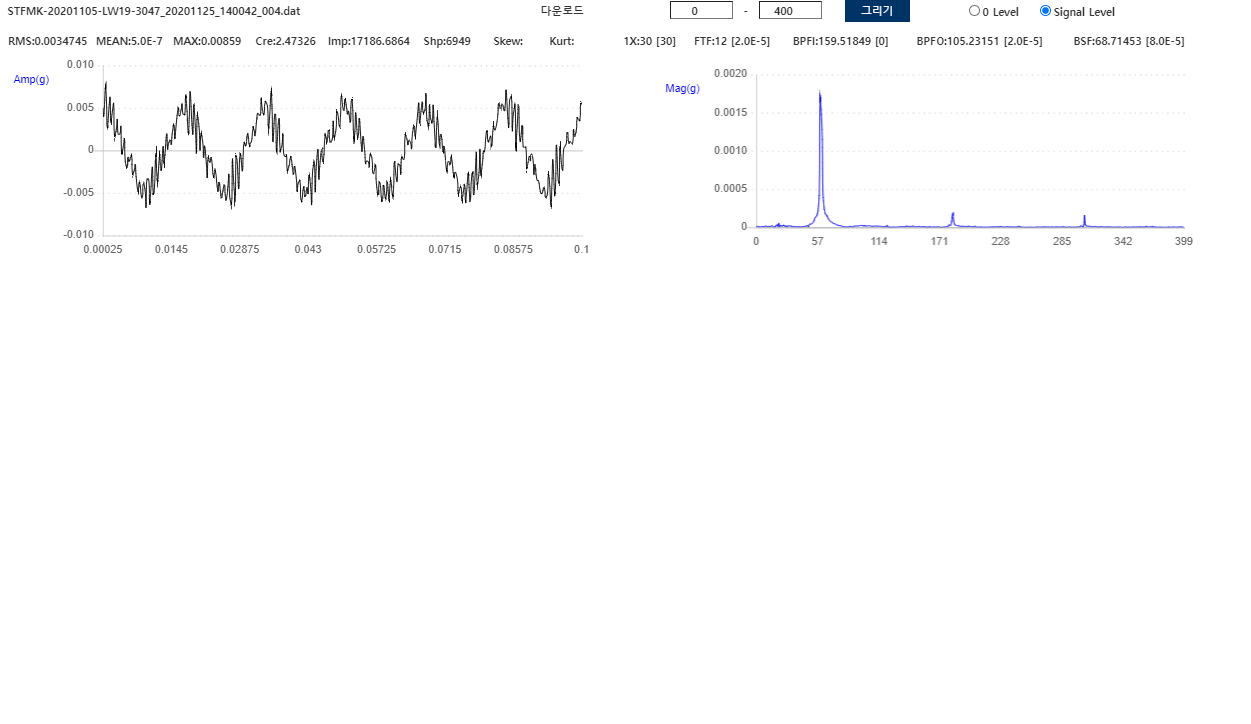 STFMK-20201105-LW19-3047_20201125_140042_004.dat 다운로드 0 - 400 그리기 0 Level Signal Level
RMS:0.0034745 MEAN:5.0E-7 MAX:0.00859 Cre:2.47326 Imp:17186.6864 Shp:6949 Skew: Kurt: 1X:30 [30] FTF:12 [2.0E-5] BPFI:159.51849 [0] BPFO:105.23151 [2.0E-5] BSF:68.71453 [8.0E-5]
Amp(g)
0.010
0.005
0
-0.005
-0.010
0.00025 0.0145 0.02875 0.043 0.05725 0.0715 0.08575 0.1
Mag(g)
0.0020
0.0015
0.0010
0.0005
0
0 57 114 171 228 285 342 399